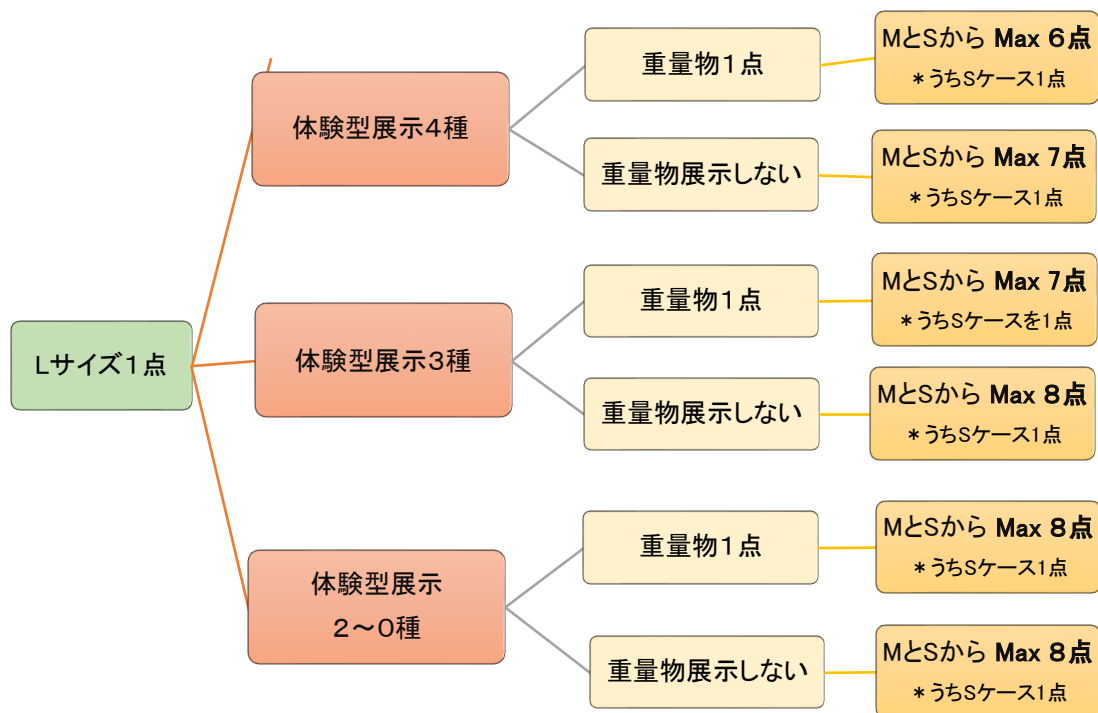 Lサイズ1点
体験型展示4種
重量物1点
MとSから Max 6点
*うちSケース1点
重量物展示しない
MとSから Max 7点
*うちSケース1点
体験型展示3種
重量物1点
MとSから Max 7点
*うちSケースを1点
重量物展示しない
MとSから Max 8点
*うちSケース1点
体験型展示
2～0種
重量物1点
MとSから Max 8点
*うちSケース1点
重量物展示しない
MとSから Max 8点
*うちSケース1点